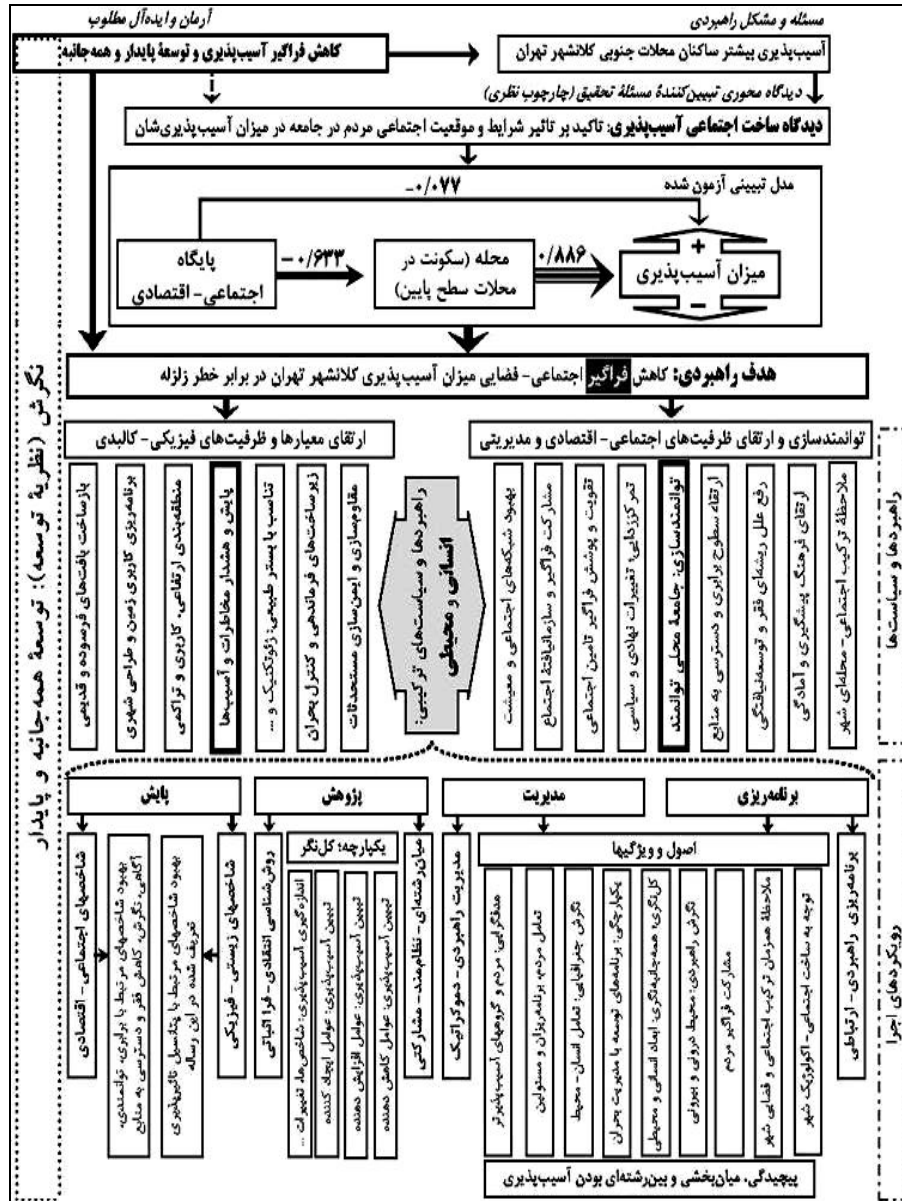 مسئله و مشکل راهبردی
آرمان و ایده‌آل مطلوب
آسیب‌پذیری بیشتر ساکنان محلات جنوبی کلانشهر تهران
کاهش فراگیر آسیب‌پذیری و توسعهٔ پایدار و همه‌جانبه
دیدگاه محوری تبیین‌کنندهٔ مسئلهٔ تحقیق (چارچوب نظری)
دیدگاه ساخت اجتماعی آسیب‌پذیری: تاکید بر تاثیر شرایط و موقعیت اجتماعی مردم در جامعه در میزان آسیب‌پذیری‌شان
مدل تبیینی آزمون شده
-۰/۰۷۷
پایگاه
اجتماعی- اقتصادی
-۰/۶۳۳
محله (سکونت در
محلات سطح پایین)
۰/۸۸۶
+
میزان آسیب‌پذیری
-
هدف راهبردی: کاهش فراگیر اجتماعی- فضایی میزان آسیب‌پذیری کلانشهر تهران در برابر خطر زلزله
راهبردها و سیاست‌ها
توانمندسازی و ارتقای ظرفیت‌های اجتماعی- اقتصادی و مدیریتی
ملاحظهٔ ترکیب اجتماعی- محله‌ای شهر
ارتقای فرهنگ پیشگیری و آمادگی
رفع علل ریشه‌ای فقر و توسعه‌نیافتگی
ارتقاء سطوح برابری و دسترسی به منابع
توانمندسازی: جامعهٔ محلی توانمند
تمرکززدایی: تغییرات نهادی و سیاسی
تقویت و پوشش فراگیر تامین اجتماعی
مشارکت فراگیر و سازمانیافتهٔ اجتماع
بهبود شبکه‌های اجتماعی و معیشت
راهبردها و سیاست‌های ترکیبی:
انسانی و محیطی
ارتقای معیارها و ظرفیت‌های فیزیکی- کالبدی
مقاوم‌سازی و ایمن‌سازی مستحدثات
زیرساخت‌های فرماندهی و کنترل بحران
تناسب با بستر طبیعی: ژئوتکنیک و ...
پایش و هشدار مخاطرات و آسیب‌ها
منطقه‌بندی ارتفاعی، کاربری و تراکمی
برنامه‌ریزی کاربری زمین و طراحی شهری
بازساخت بافت‌های فرسوده و قدیمی
نگرش (نظریهٔ توسعه): توسعهٔ همه‌جانبه و پایدار
رویکردهای اجرا
برنامه‌ریزی
مدیریت
پژوهش
پایش
برنامه‌ریزی راهبردی- ارتباطی
اصول و ویژگیها
توجه به ساخت اجتماعی- اکولوژیک شهر
ملاحظهٔ همزمان ترکیب اجتماعی و فضایی شهر
مشارکت فراگیر مردم
نگرش راهبردی: محیط درونی و بیرونی
کل‌نگری، همه‌جانبه‌نگری: ابعاد انسانی و محیطی
یکپارچگی: برنامه‌های توسعه با مدیریت بحران
نگرش جغرافیایی: تعامل انسان- محیط
تعامل مردم، برنامه‌ریزان و مسئولین
هدفگرایی: مردم و گروههای آسیب‌پذیرتر
پیچیدگی، میان‌بخشی و بین‌رشته‌ای بودن آسیب‌پذیری
مدیریت راهبردی- دموکراتیک
میان‌رشته‌ای- نظام‌مند- مشارکتی
یکپارچه؛ کل‌نگر
تبیین آسیب‌پذیری: عوامل کاهش دهنده
تبیین آسیب‌پذیری: عوامل افزایش دهنده
تبیین آسیب‌پذیری: عوامل ایجاد کننده
اندازه‌گیری آسیب‌پذیری: شاخص‌ها، تغییرات ...
روش‌شناسی انتقادی- فرا اثباتی
شاخصهای زیستی- فیزیکی
بهبود شاخصهای مرتبط با پتانسیل تاثیرپذیری
تعریف شده در این رساله
بهبود شاخصهای مرتبط با برابری، توانمندی،
آگاهی، نگرش، کاهش فقر و دسترسی به منابع
شاخصهای اجتماعی- اقتصادی